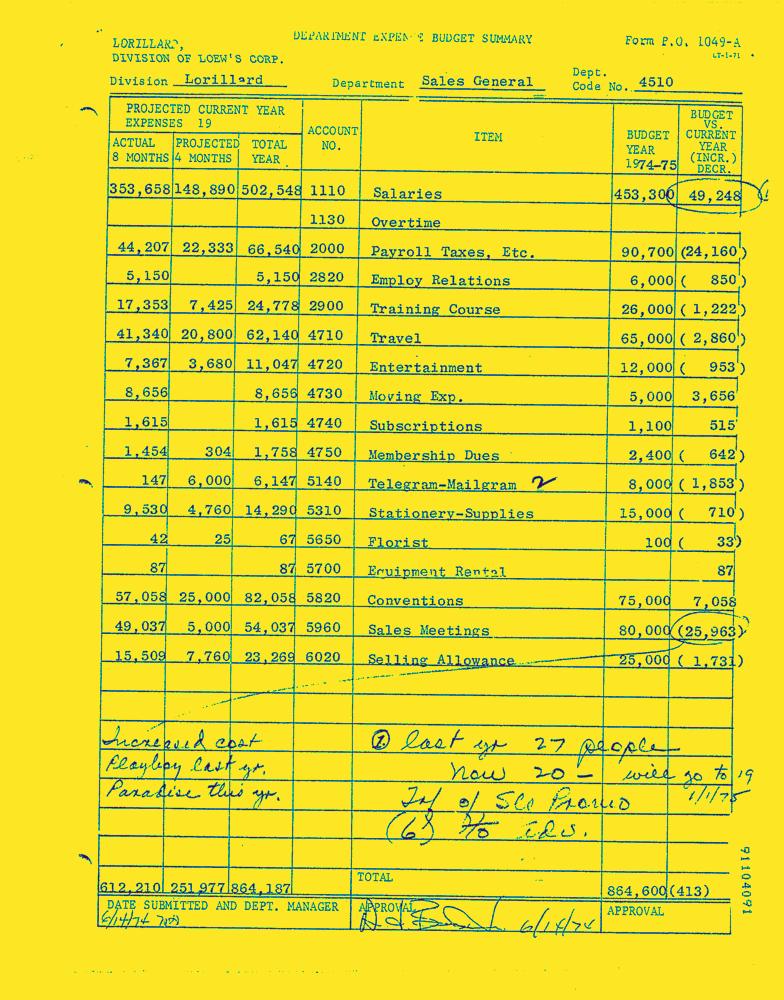 LORILLARD,
DIVISION OF LOEW'S CORP.
DEPARTMENT EXPENSE BUDGET SUMMARY
Form P.O. 1049-A
LT-1-71
Division Lorillard
Department Sales General
Dept.
Code No. 4510
PROJECTED CURRENT YEAR
EXPENSES 19
ACTUAL 8 MONTHS PROJECTED 4 MONTHS TOTAL YEAR ACCOUNT NO. ITEM BUDGET YEAR 1974-75 BUDGET VS. CURRENT YEAR (INCR.) DECR.
353,658 148,890 502,548 1110 Salaries 453,300 49,248
1130 Overtime
44,207 22,333 66,540 2000 Payroll Taxes, Etc. 90,700 (24,160)
5,150 5,150 2820 Employ Relations 6,000 ( 850)
17,353 7,425 24,778 2900 Training Course 26,000 ( 1,222)
41,340 20,800 62,140 4710 Travel 65,000 ( 2,860)
7,367 3,680 11,047 4720 Entertainment 12,000 ( 953)
8,656 8,656 4730 Moving Exp. 5,000 3,656
1,615 1,615 4740 Subscriptions 1,100 515
1,454 304 1,758 4750 Membership Dues 2,400 ( 642)
147 6,000 6,147 5140 Telegram-Mailgram 2 8,000 ( 1,853)
9,530 4,760 14,290 5310 Stationery-Supplies 15,000 ( 710)
42 25 67 5650 Florist 100 ( 33)
87 87 5700 Equipment Rental 87
57,058 25,000 82,058 5820 Conventions 75,000 7,058
49,037 5,000 54,037 5960 Sales Meetings 80,000 (25,963)
15,509 7,760 23,269 6020 Selling Allowance 25,000 ( 1,731)
Increased cost
Playboy last yr.
Paradise this yr.
① last yr 27 people
now 20 - will go to 19
1/1/75
Trf of Sls Promo
(6) To
TOTAL
612,210 251,977 864,187 864,600 (413)
DATE SUBMITTED AND DEPT. MANAGER APPROVAL APPROVAL
6/14/74
6/14/74
91104091